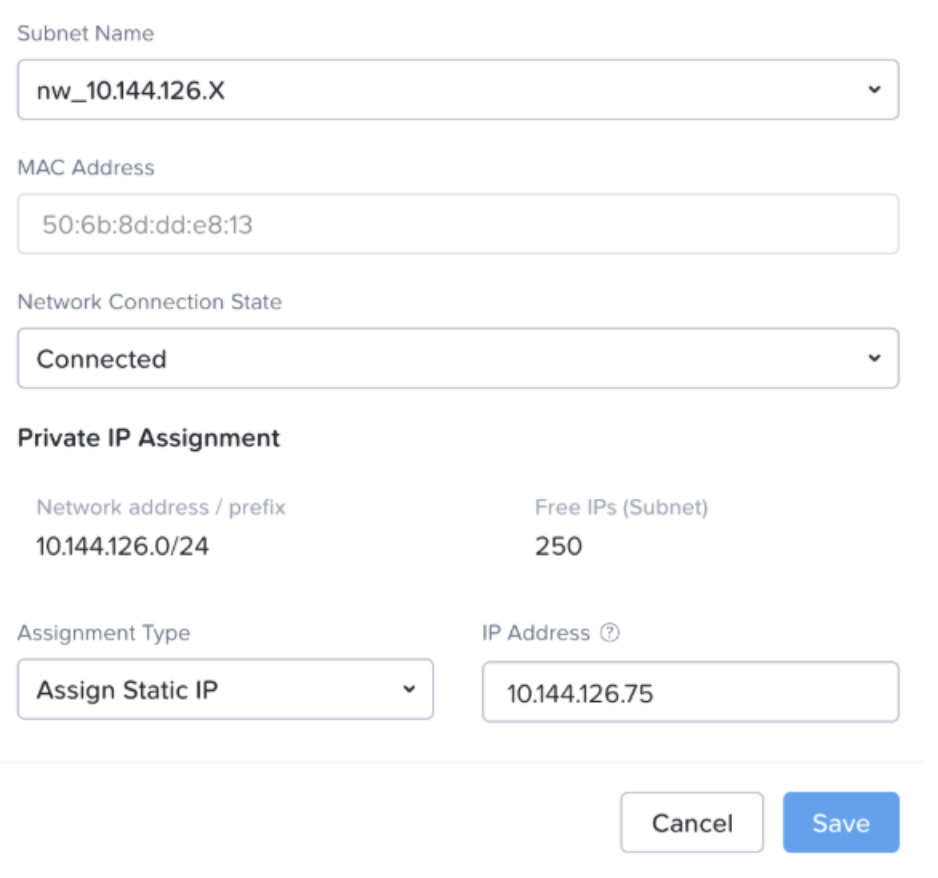 Subnet Name
nw_10.144.126.X
MAC Address
50:6b:8d:dd:e8:13
Network Connection State
Connected
Private IP Assignment
Network address / prefix
Free IPs (Subnet)
10.144.126.0/24
250
Assignment Type
IP Address ?
Assign Static IP
10.144.126.75
Cancel
Save